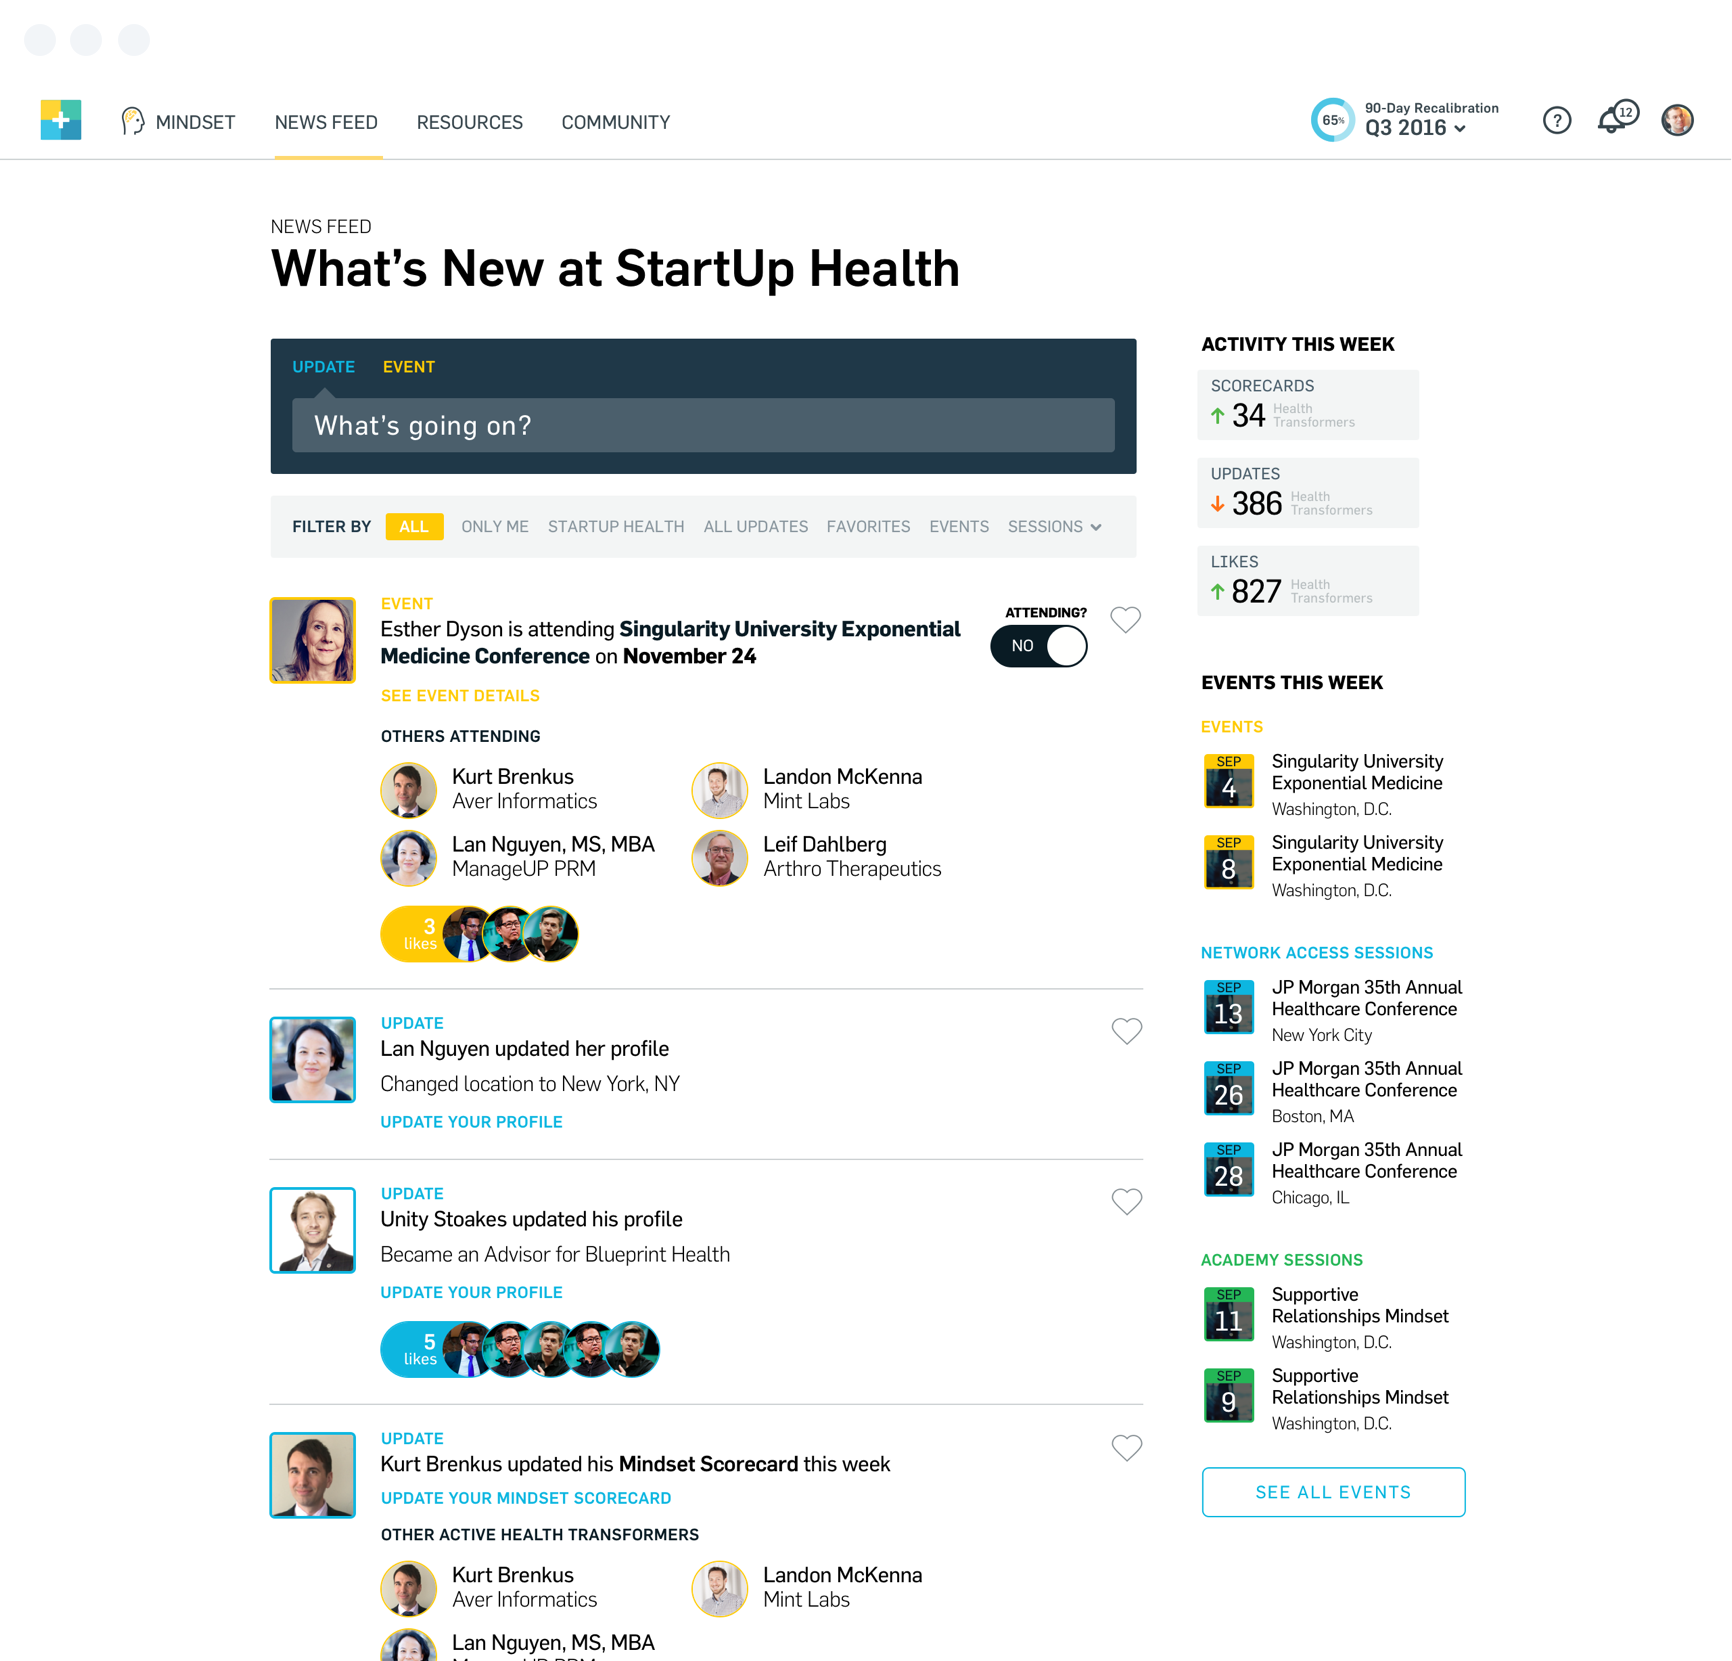 MINDSET
NEWS FEED
RESOURCES
COMMUNITY
65%
90-Day Recalibration
Q3 2016
?
12
NEWS FEED
What's New at StartUp Health
UPDATE
EVENT
What's going on?
FILTER BY
ALL
ONLY ME
STARTUP HEALTH
ALL UPDATES
FAVORITES
EVENTS
SESSIONS
EVENT
Esther Dyson is attending Singularity University Exponential
Medicine Conference on November 24
SEE EVENT DETAILS
ATTENDING?
NO
OTHERS ATTENDING
Kurt Brenkus
Aver Informatics
Landon McKenna
Mint Labs
Lan Nguyen, MS, MBA
ManageUP PRM
Leif Dahlberg
Arthro Therapeutics
3
likes
UPDATE
Lan Nguyen updated her profile
Changed location to New York, NY
UPDATE YOUR PROFILE
UPDATE
Unity Stoakes updated his profile
Became an Advisor for Blueprint Health
UPDATE YOUR PROFILE
5
likes
UPDATE
Kurt Brenkus updated his Mindset Scorecard this week
UPDATE YOUR MINDSET SCORECARD
OTHER ACTIVE HEALTH TRANSFORMERS
Kurt Brenkus
Aver Informatics
Landon McKenna
Mint Labs
Lan Nguyen, MS, MBA
ACTIVITY THIS WEEK
SCORECARDS
34
Health
Transformers
UPDATES
386
Health
Transformers
LIKES
827
Health
Transformers
EVENTS THIS WEEK
EVENTS
SEP
4
Singularity University
Exponential Medicine
Washington, D.C.
SEP
8
Singularity University
Exponential Medicine
Washington, D.C.
NETWORK ACCESS SESSIONS
SEP
13
JP Morgan 35th Annual
Healthcare Conference
New York City
SEP
26
JP Morgan 35th Annual
Healthcare Conference
Boston, MA
SEP
28
JP Morgan 35th Annual
Healthcare Conference
Chicago, IL
ACADEMY SESSIONS
SEP
11
Supportive
Relationships Mindset
Washington, D.C.
SEP
9
Supportive
Relationships Mindset
Washington, D.C.
SEE ALL EVENTS